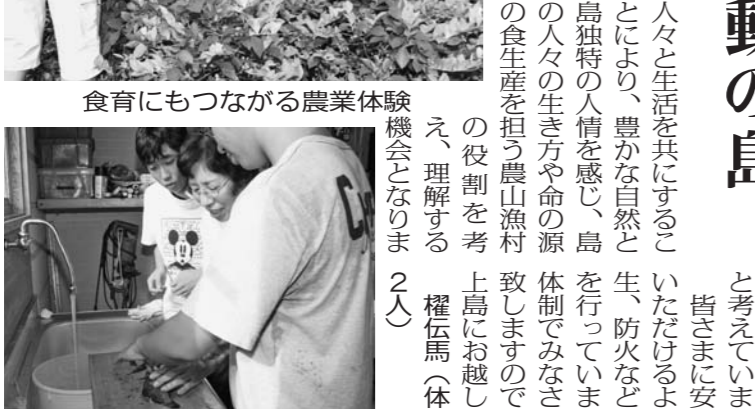 動の島
人々と生活を共にするこ
とにより、豊かな自然と
島独特の人情を感じ、島
の人々の生き方や命の源
の食生産を担う農山漁村
の役割を考
え、理解する
機会となりま
と考えていま
皆さまに安
いただけるよ
生、防火など
を行っていま
体制でみなさ
致しますので
上島にお越し
櫂伝馬（体
2人）
食育にもつながる農業体験